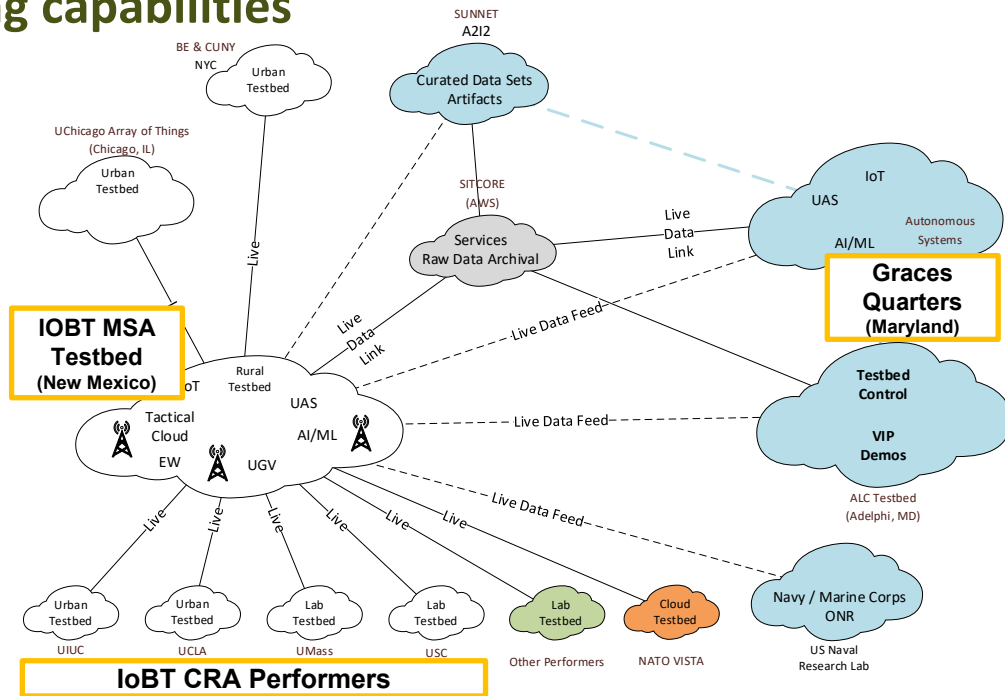 ng capabilities
SUNNET
A2I2
Curated Data Sets
Artifacts
BE & CUNY
NYC
Urban
Testbed
UChicago Array of Things
(Chicago, IL)
Urban
Testbed
SITCORE
(AWS)
Services
Raw Data Archival
Live
Data
Link
IoT
UAS
Autonomous
Systems
AI/ML
Graces
Quarters
(Maryland)
Live
IOBT MSA
Testbed
(New Mexico)
Live
Data
Link
Live Data Feed
oT
Rural
Testbed
UAS
Tactical
Cloud
AI/ML
EW
UGV
Live Data Feed
Testbed
Control
VIP
Demos
ALC Testbed
(Adelphi, MD)
Live Data Feed
Live
Live
Live
Live
Live
Live
Urban
Testbed
UIUC
Urban
Testbed
UCLA
Lab
Testbed
UMass
Lab
Testbed
USC
Lab
Testbed
Other Performers
Cloud
Testbed
NATO VISTA
Navy / Marine Corps
ONR
US Naval
Research Lab
IoBT CRA Performers